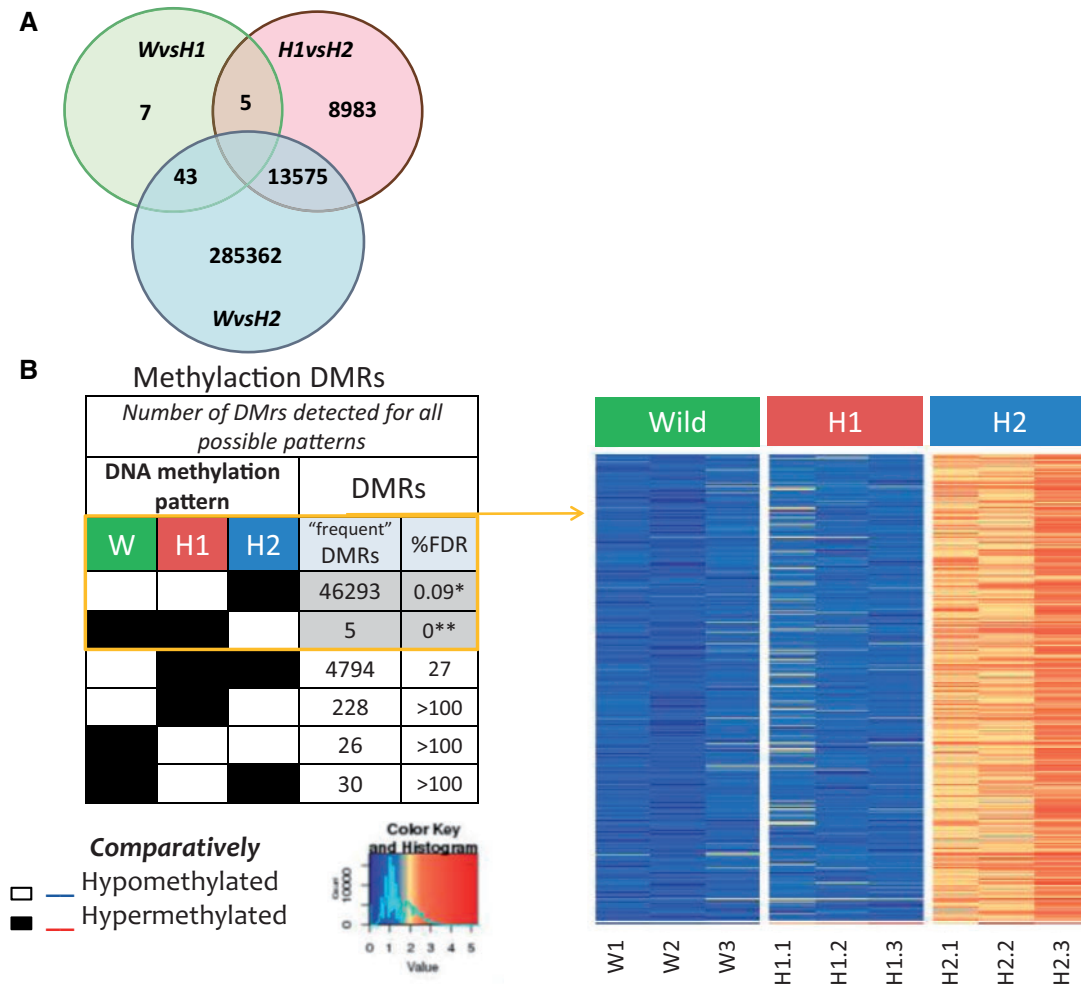 A
WvsH1
H1vsH2
7
5
8983
43
13575
285362
WvsH2
B
Methylaction DMRs
Number of DMrs detected for all
possible patterns
DNA methylation
pattern
DMRs
W
H1
H2
"frequent"
DMRs
%FDR
46293
0.09*
5
0**
4794
27
228
>100
26
>100
30
>100
Comparatively
Hypomethylated
Hypermethylated
Color Key
and Histogram
Count
0
10000
0 1 2 3 4 5
Value
Wild
H1
H2
W1
W2
W3
H1.1
H1.2
H1.3
H2.1
H2.2
H2.3